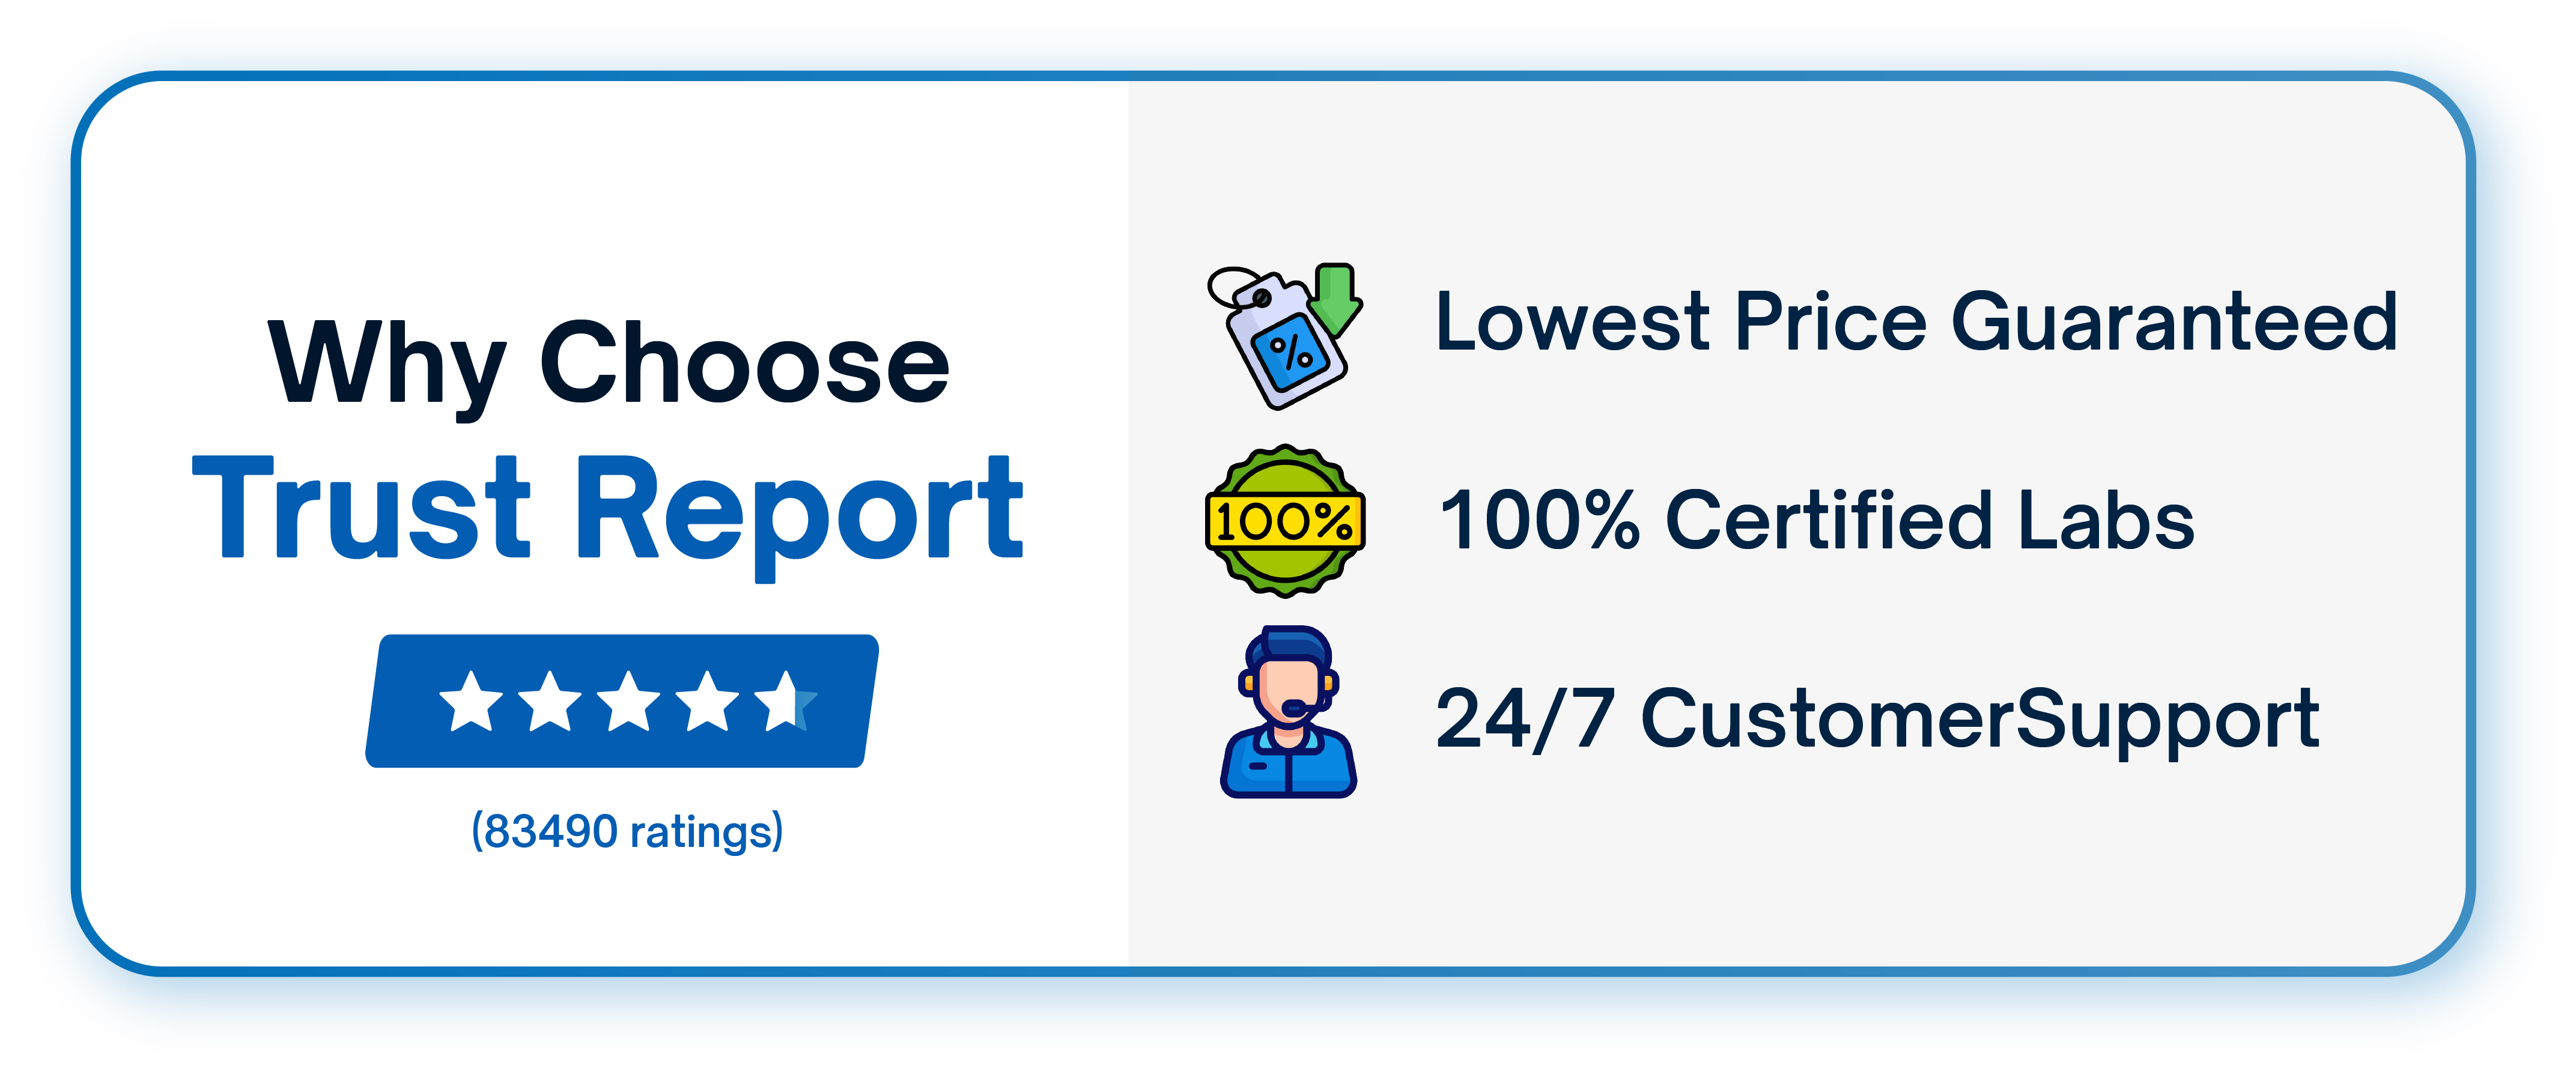 Why Choose
Trust Report
(83490 ratings)
Lowest Price Guaranteed
100%
100% Certified Labs
24/7 CustomerSupport